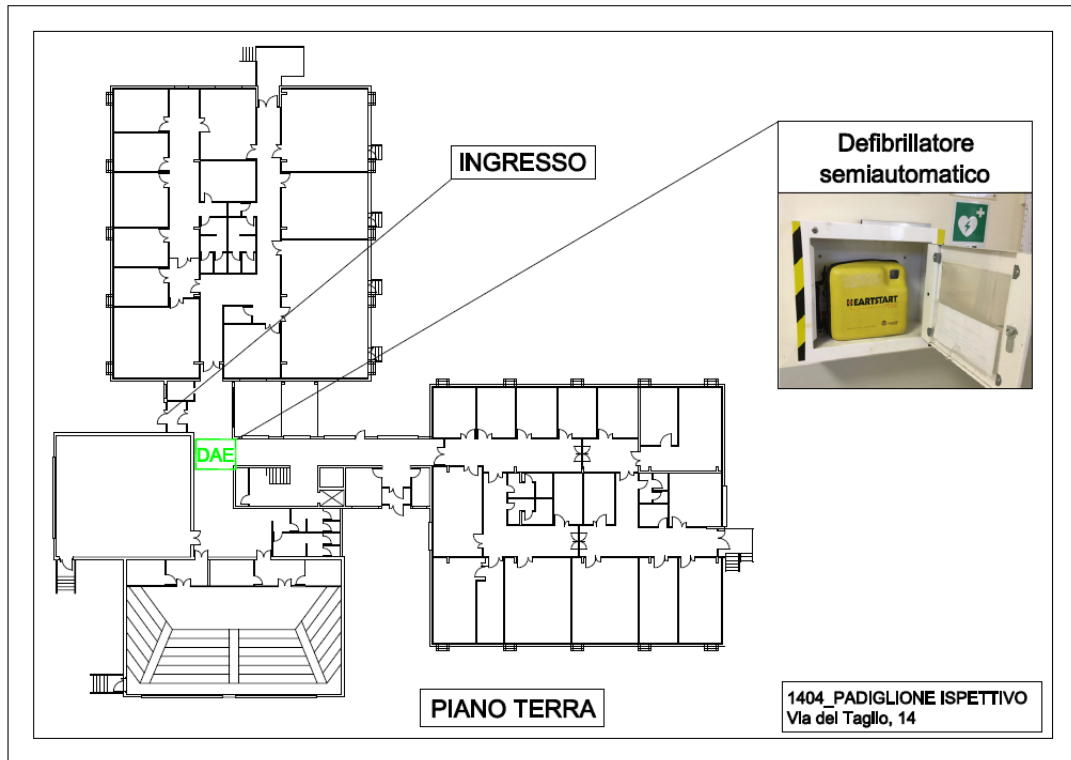 INGRESSO
Defibrillatore
semiautomatico
HEARTSTART
DAE
PIANO TERRA
1404_PADIGLIONE ISPETTIVO
Via del Taglio, 14